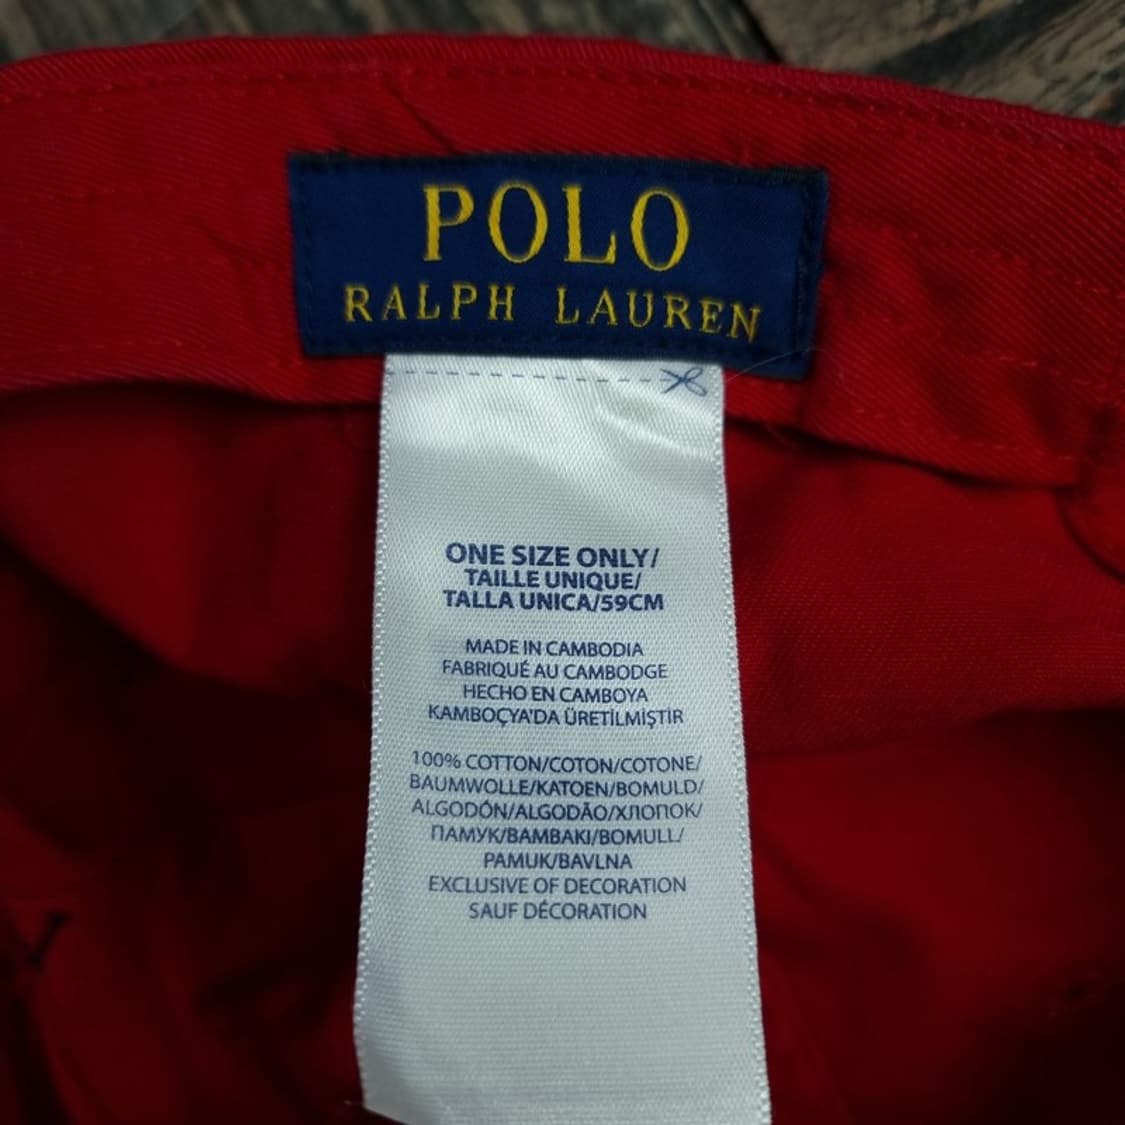 POLO
RALPH LAUREN
ONE SIZE ONLY/
TAILLE UNIQUE/
TALLA UNICA/59CM
MADE IN CAMBODIA
FABRIQUÉ AU CAMBODGE
HECHO EN CAMBOYA
KAMBOÇYA'DA ÜRETİLMİŞTİR
100% COTTON/COTON/COTONE/
BAUMWOLLE/KATOEN/BOMULD/
ALGODÓN/ALGODÃO/ХЛОПОК/
ПАМУК/BAMBAKI/BOMULL/
PAMUK/BAVLNA
EXCLUSIVE OF DECORATION
SAUF DÉCORATION